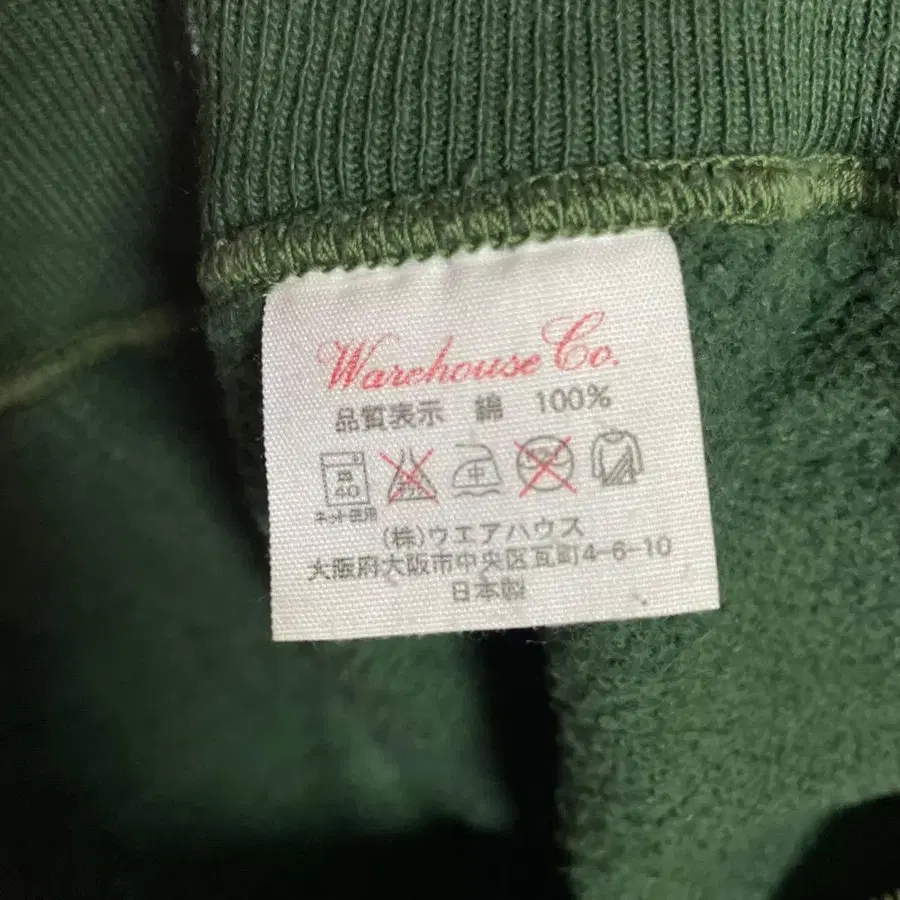 Warehouse Co.
品質表示 綿 100%
40 中
ネット使用
(株)ウエアハウス
大阪府大阪市中央区瓦町4-6-10
日本製